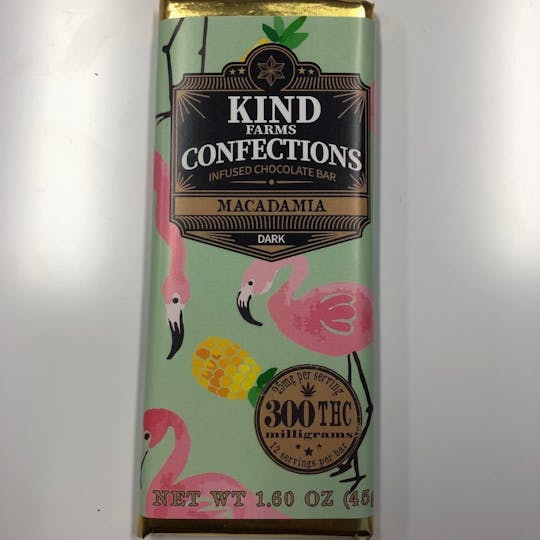 KIND
FARMS
CONFECTIONS
INFUSED CHOCOLATE BAR
MACADAMIA
DARK
25mg per serving
300 THC
milligrams
12 servings per bar
NET WT 1.60 OZ (45g